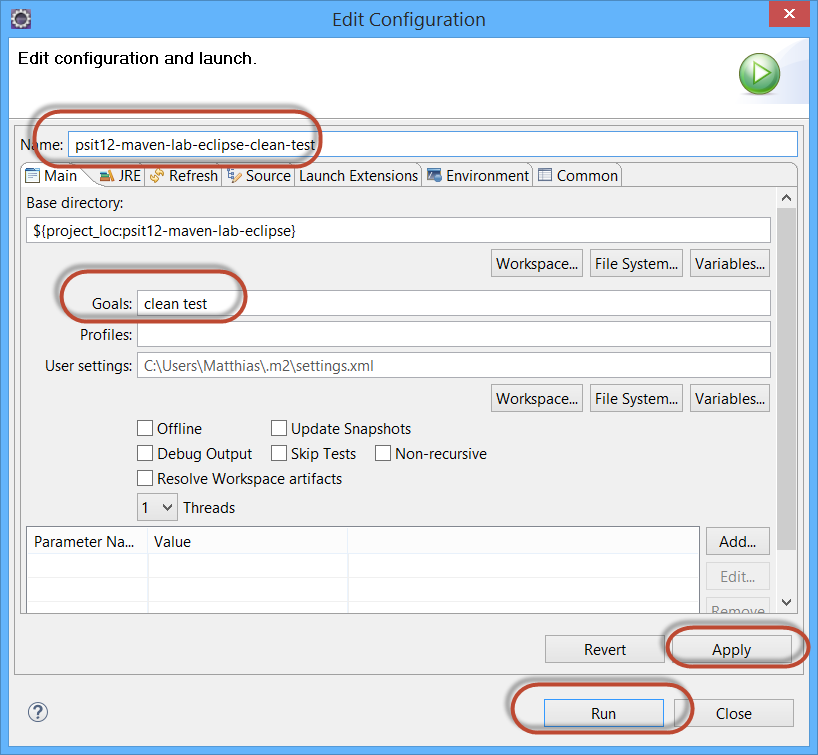 Edit Configuration
Edit configuration and launch.
Name: psit12-maven-lab-eclipse-clean-test
Main JRE Refresh Source Launch Extensions Environment Common
Base directory:
${project_loc:psit12-maven-lab-eclipse}
Workspace... File System... Variables...
Goals: clean test
Profiles:
User settings: C:\Users\Matthias\.m2\settings.xml
Workspace... File System... Variables...
Offline Update Snapshots
Debug Output Skip Tests Non-recursive
Resolve Workspace artifacts
1 Threads
Parameter Na... Value Add...
Edit...
Remove
Revert Apply
? Run Close